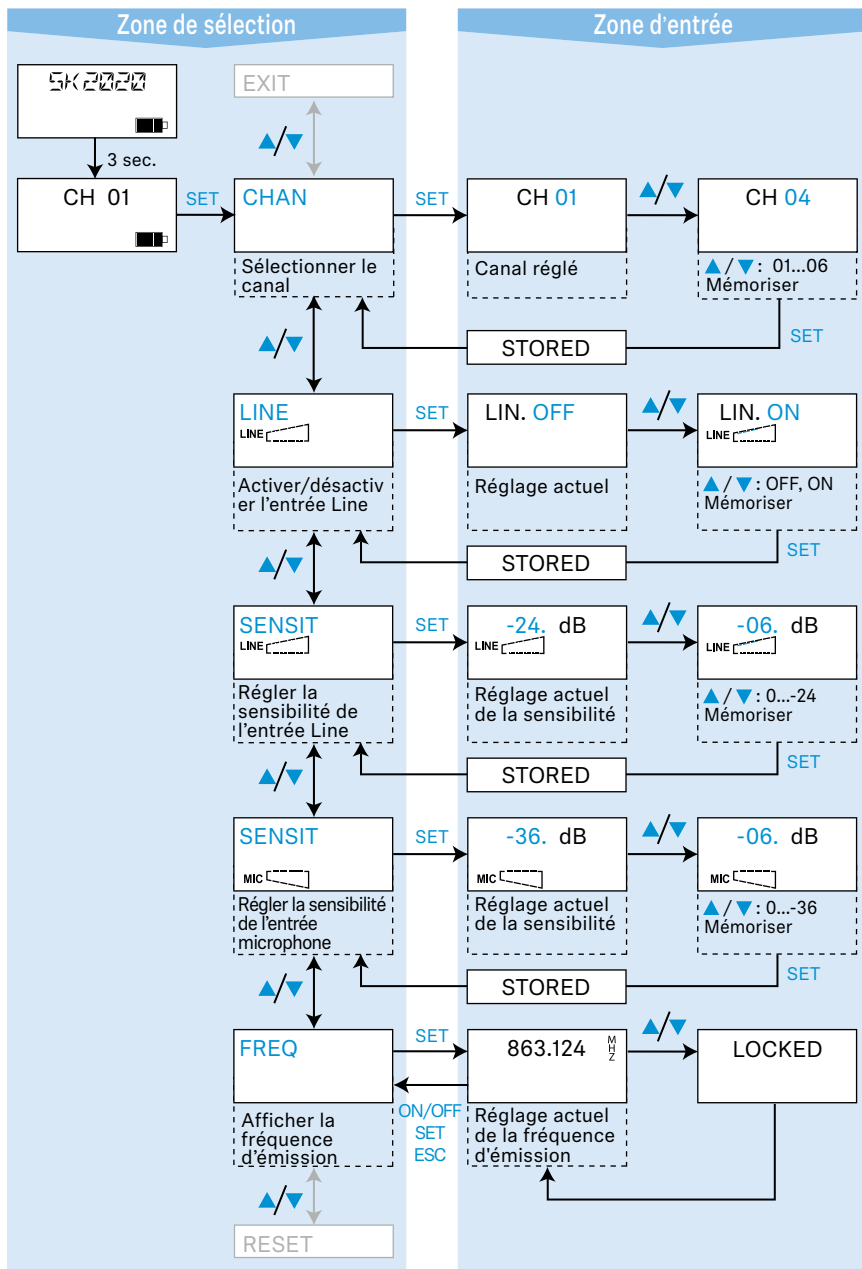 Zone de sélection
Zone d'entrée
SK2020
EXIT
▲/▼
3 sec.
CH 01
SET
CHAN
SET
CH 01
▲/▼
CH 04
Sélectionner le
canal
Canal réglé
▲ / ▼ : 01...06
Mémoriser
▲/▼
STORED
SET
LINE
LINE
SET
LIN. OFF
▲/▼
LIN. ON
LINE
Activer/désactiv
er l'entrée Line
Réglage actuel
▲ / ▼ : OFF, ON
Mémoriser
▲/▼
STORED
SET
SENSIT
LINE
SET
-24. dB
LINE
▲/▼
-06. dB
LINE
Régler la
sensibilité de
l'entrée Line
Réglage actuel
de la sensibilité
▲ / ▼ : 0...-24
Mémoriser
▲/▼
STORED
SET
SENSIT
MIC
SET
-36. dB
MIC
▲/▼
-06. dB
MIC
Régler la sensibilité
de l'entrée
microphone
Réglage actuel
de la sensibilité
▲ / ▼ : 0...-36
Mémoriser
▲/▼
STORED
SET
FREQ
SET
863.124 MHZ
▲/▼
LOCKED
ON/OFF
SET
ESC
Afficher la
fréquence
d'émission
Réglage actuel
de la fréquence
d'émission
▲/▼
RESET